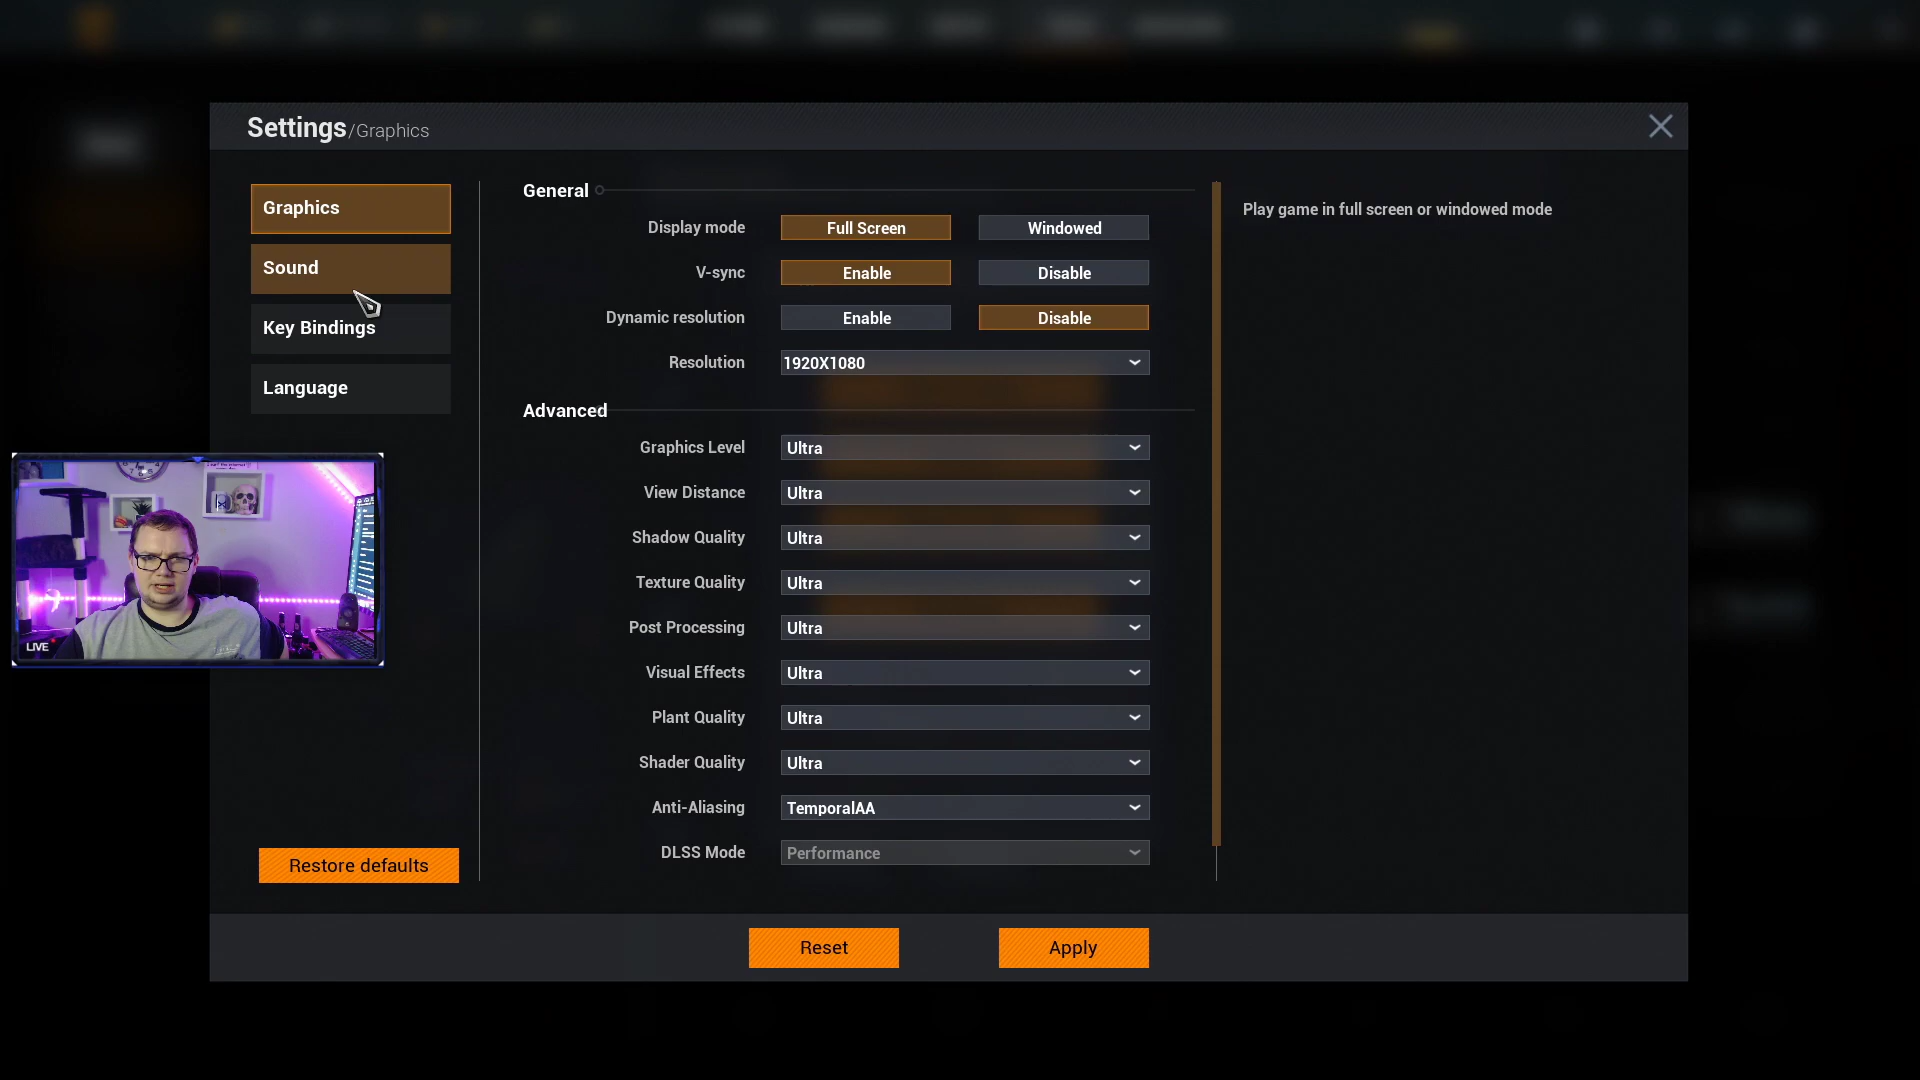 Settings/Graphics
Graphics
Sound
Key Bindings
Language
Restore defaults
General
Display mode Full Screen Windowed
V-sync Enable Disable
Dynamic resolution Enable Disable
Resolution 1920X1080
Advanced
Graphics Level Ultra
View Distance Ultra
Shadow Quality Ultra
Texture Quality Ultra
Post Processing Ultra
Visual Effects Ultra
Plant Quality Ultra
Shader Quality Ultra
Anti-Aliasing TemporalAA
DLSS Mode Performance
Play game in full screen or windowed mode
LIVE
Reset Apply